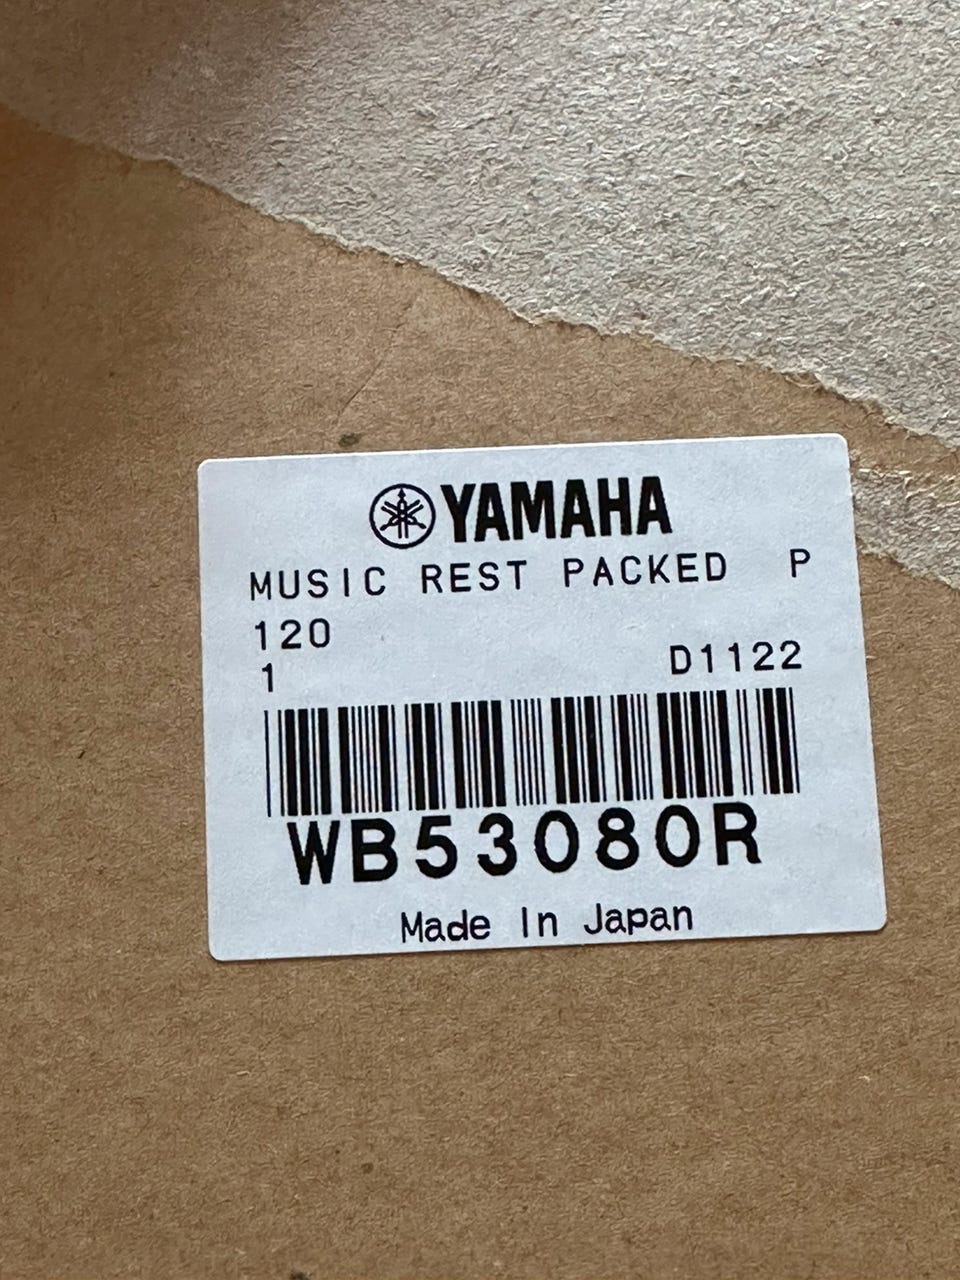 YAMAHA
MUSIC REST PACKED P
120
1 D1122
WB53080R
Made In Japan